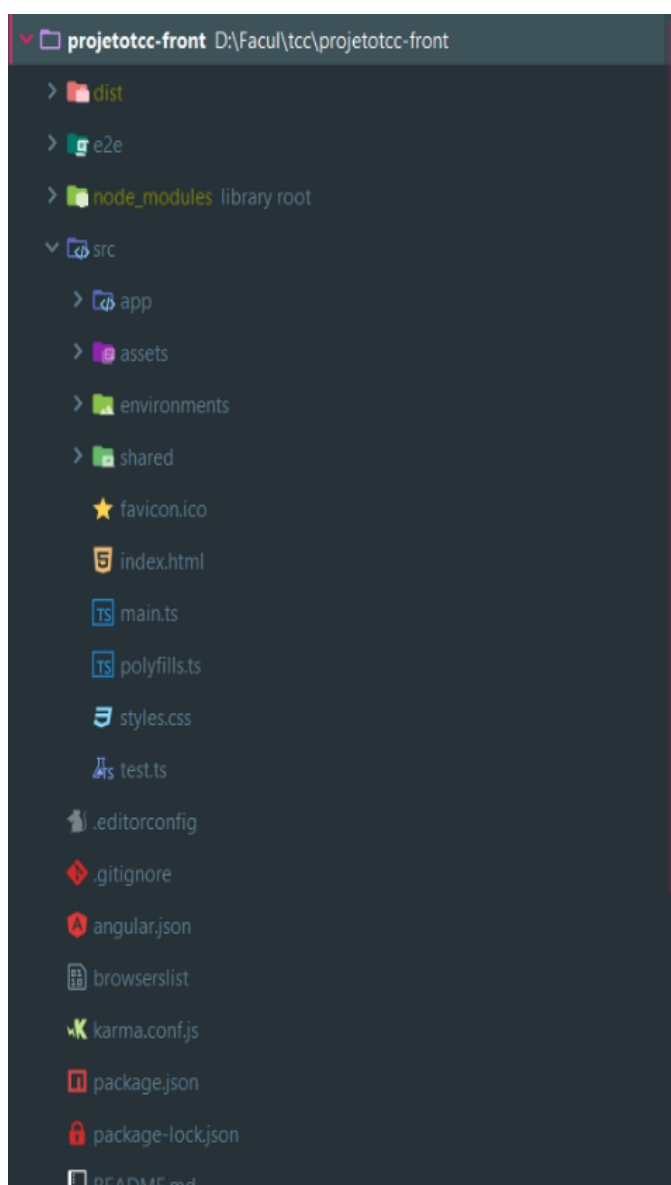 projetotcc-front D:\Facul\tcc\projetotcc-front
dist
e2e
node_modules library root
src
app
assets
environments
shared
favicon.ico
index.html
main.ts
polyfills.ts
styles.css
test.ts
.editorconfig
.gitignore
angular.json
browserslist
karma.conf.js
package.json
package-lock.json
README.md